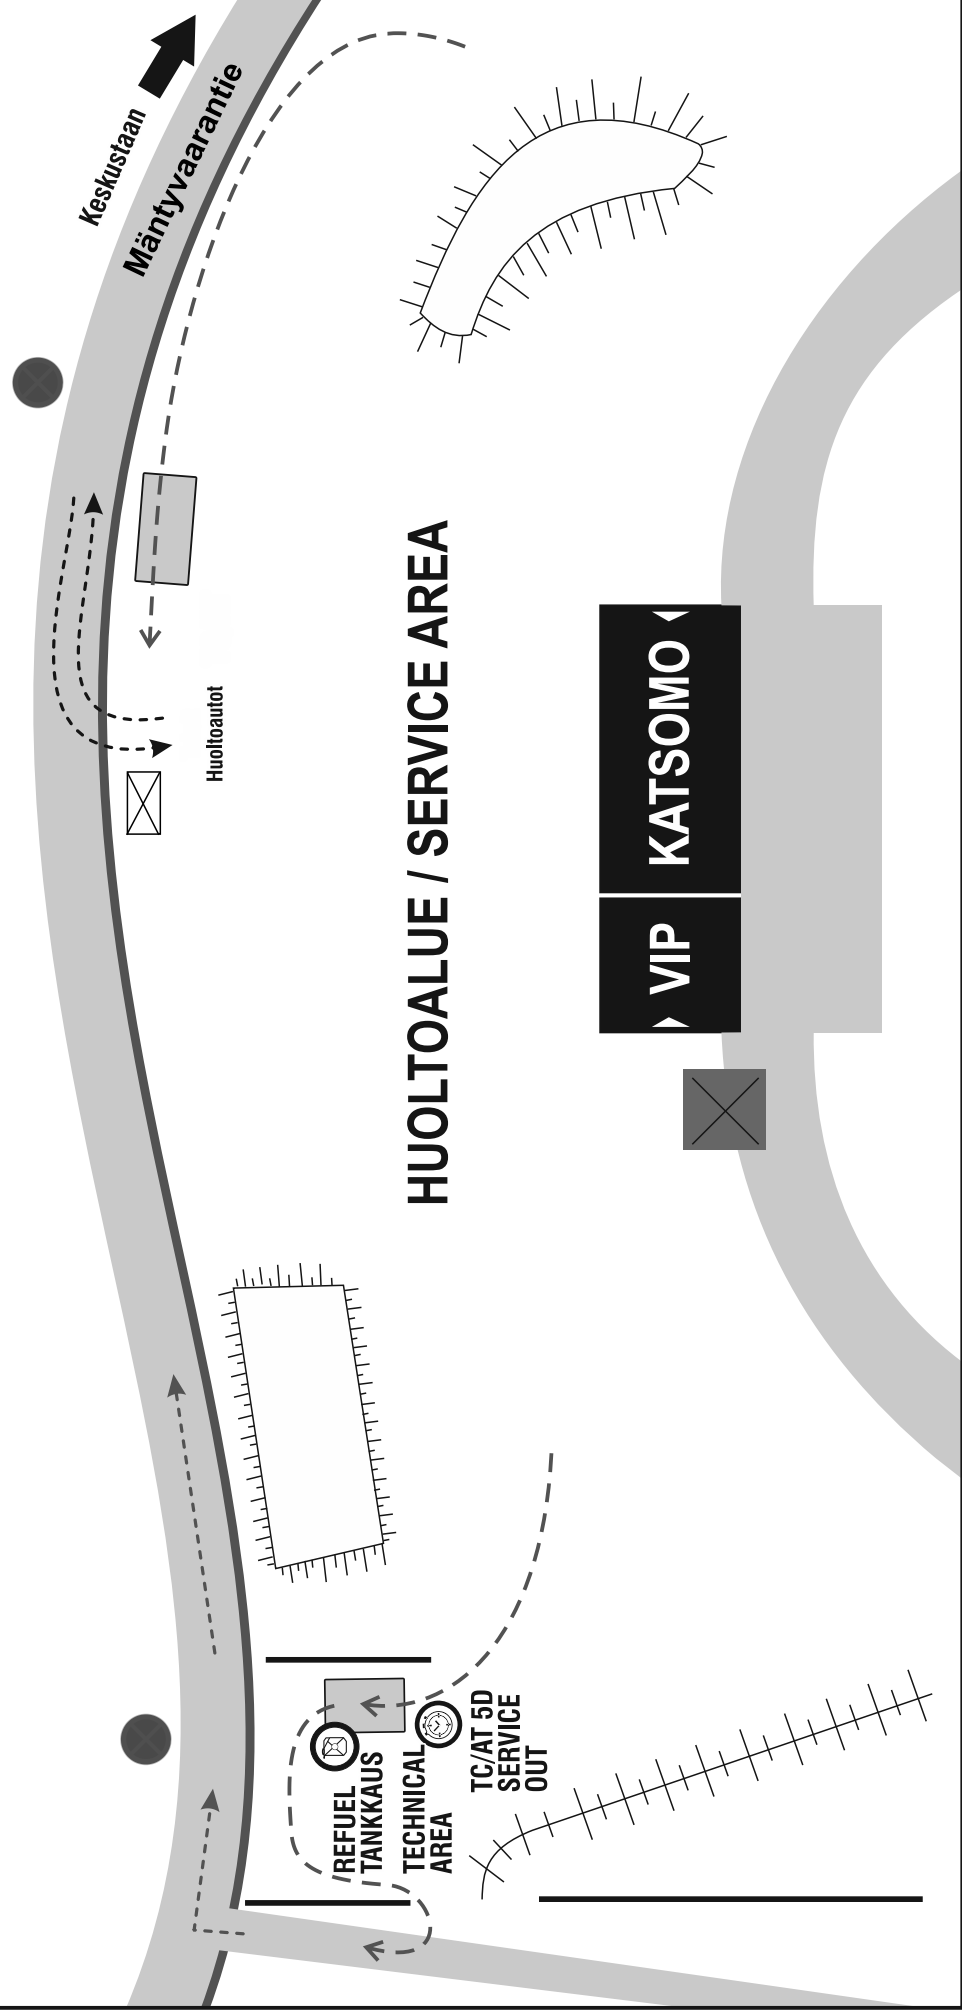 Keskustaan
Mäntyvaarantie
Huoltoautot
HUOLTOALUE / SERVICE AREA
KATSOMO
VIP
REFUEL
TANKKAUS
TECHNICAL
AREA
TC/AT 5D
SERVICE
OUT